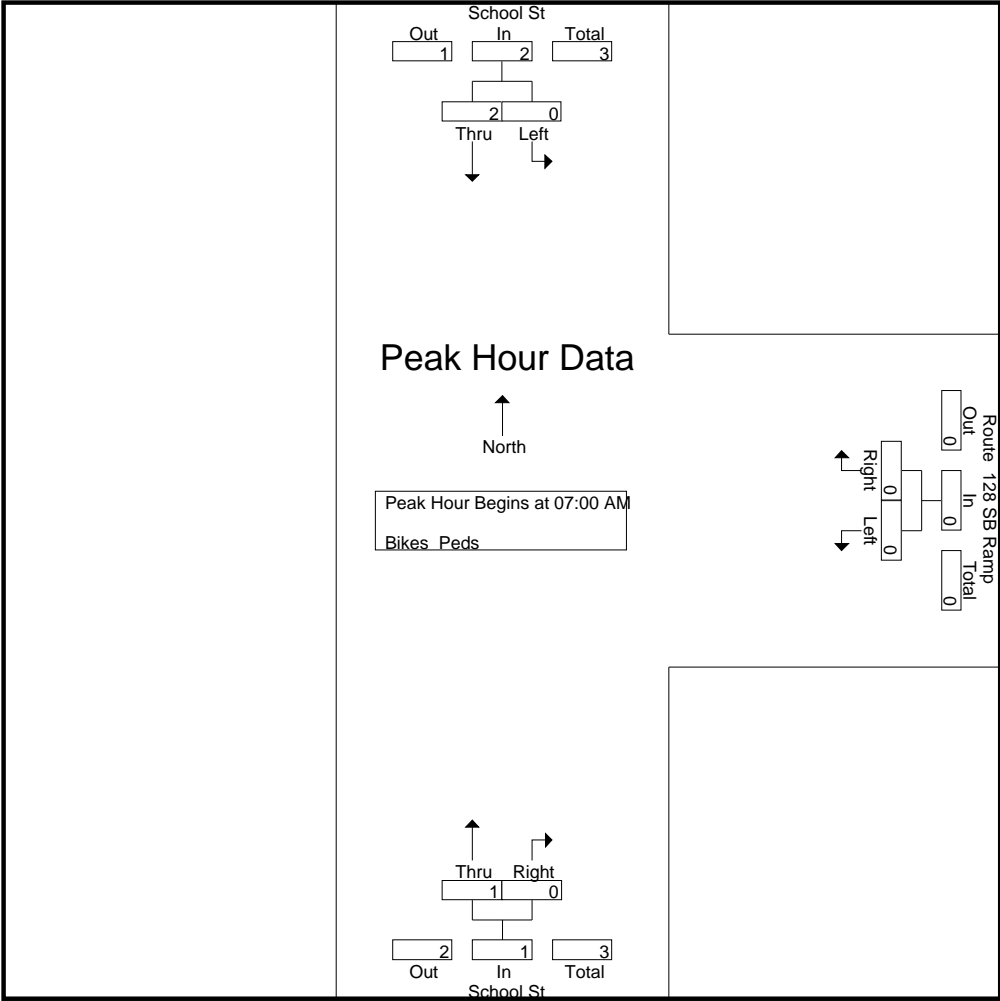 School St
Out In Total
1 2 3
2 0
Thru Left
Peak Hour Data
North
Peak Hour Begins at 07:00 AM
Bikes Peds
Route 128 SB Ramp
Out In Total
0 0 0
0 0
Right Left
Thru Right
1 0
2 1 3
Out In Total
School St